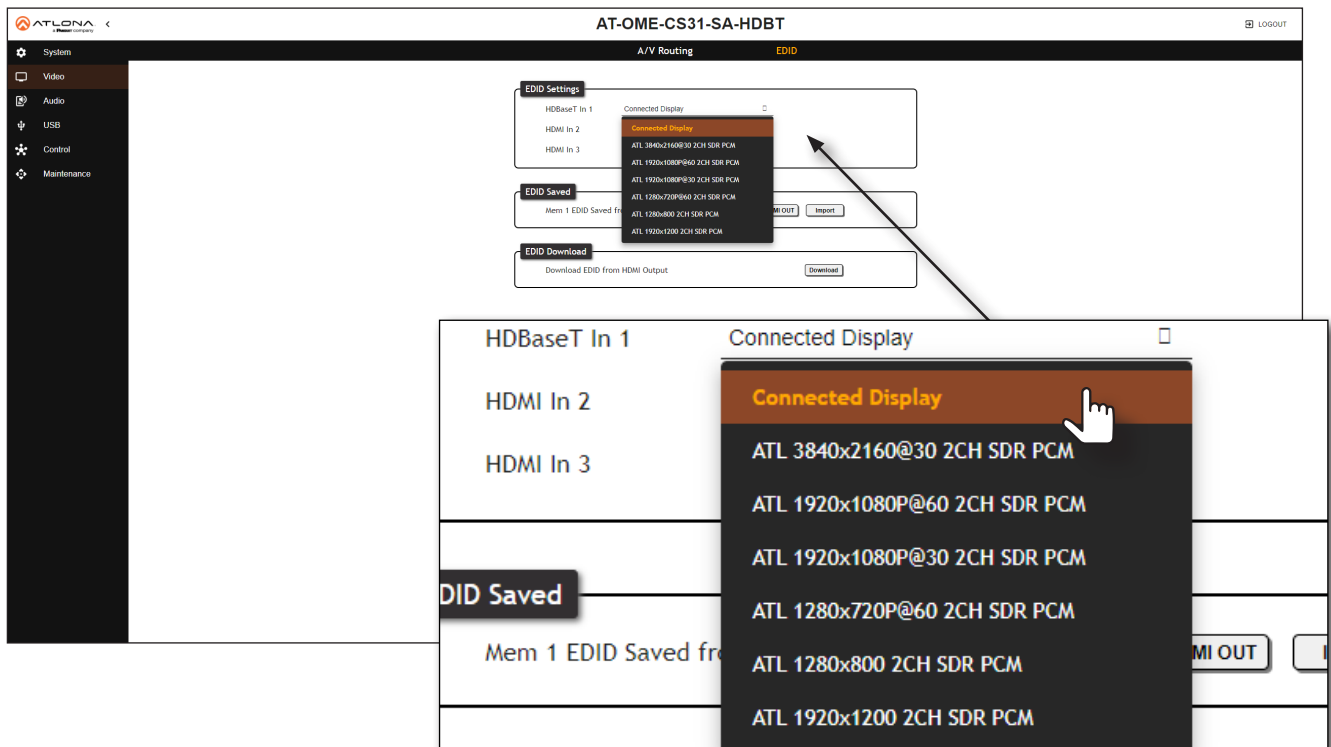 ATLONA
a Panduit company
AT-OME-CS31-SA-HDBT
LOGOUT
System
Video
Audio
USB
Control
Maintenance
A/V Routing EDID
EDID Settings
HDBaseT In 1 Connected Display
HDMI In 2
HDMI In 3
Connected Display
ATL 3840x2160@30 2CH SDR PCM
ATL 1920x1080P@60 2CH SDR PCM
ATL 1920x1080P@30 2CH SDR PCM
ATL 1280x720P@60 2CH SDR PCM
ATL 1280x800 2CH SDR PCM
ATL 1920x1200 2CH SDR PCM
EDID Saved
Mem 1 EDID Saved fr MI OUT Import
EDID Download
Download EDID from HDMI Output Download
HDBaseT In 1 Connected Display
HDMI In 2
HDMI In 3
Connected Display
ATL 3840x2160@30 2CH SDR PCM
ATL 1920x1080P@60 2CH SDR PCM
ATL 1920x1080P@30 2CH SDR PCM
ATL 1280x720P@60 2CH SDR PCM
ATL 1280x800 2CH SDR PCM
ATL 1920x1200 2CH SDR PCM
DID Saved
Mem 1 EDID Saved fr MI OUT I